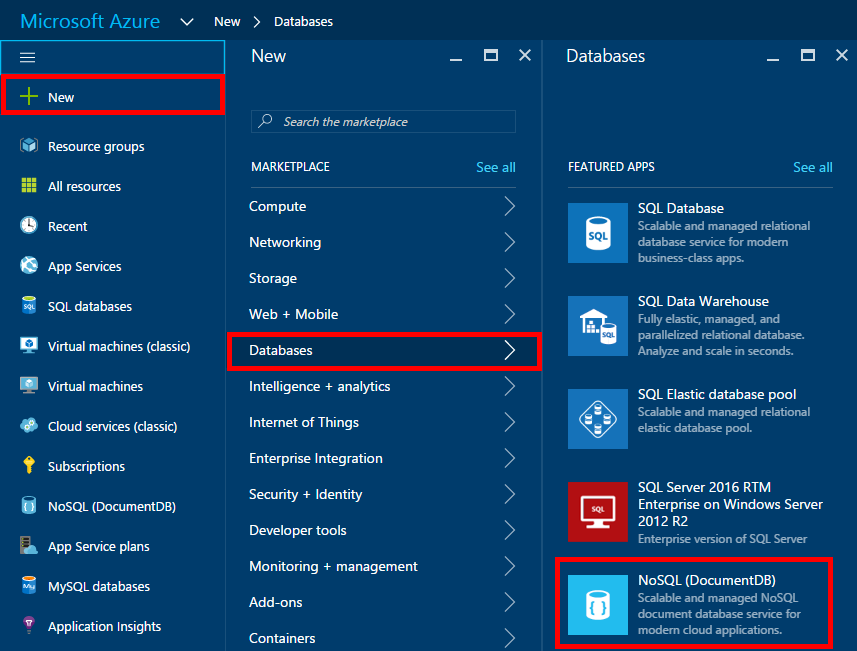 Microsoft Azure New > Databases
New
Resource groups
All resources
Recent
App Services
SQL databases
Virtual machines (classic)
Virtual machines
Cloud services (classic)
Subscriptions
NoSQL (DocumentDB)
App Service plans
MySQL databases
Application Insights
New
Search the marketplace
MARKETPLACE See all
Compute
Networking
Storage
Web + Mobile
Databases
Intelligence + analytics
Internet of Things
Enterprise Integration
Security + Identity
Developer tools
Monitoring + management
Add-ons
Containers
Databases
FEATURED APPS See all
SQL
SQL Database
Scalable and managed relational
database service for modern
business-class apps.
SQL
SQL Data Warehouse
Fully elastic, managed, and
parallelized relational database.
Analyze and scale in seconds.
SQL Elastic database pool
Scalable and managed relational
elastic database pool.
SQL
SQL Server 2016 RTM
Enterprise on Windows Server
2012 R2
Enterprise version of SQL Server
NoSQL (DocumentDB)
Scalable and managed NoSQL
document database service for
modern cloud applications.